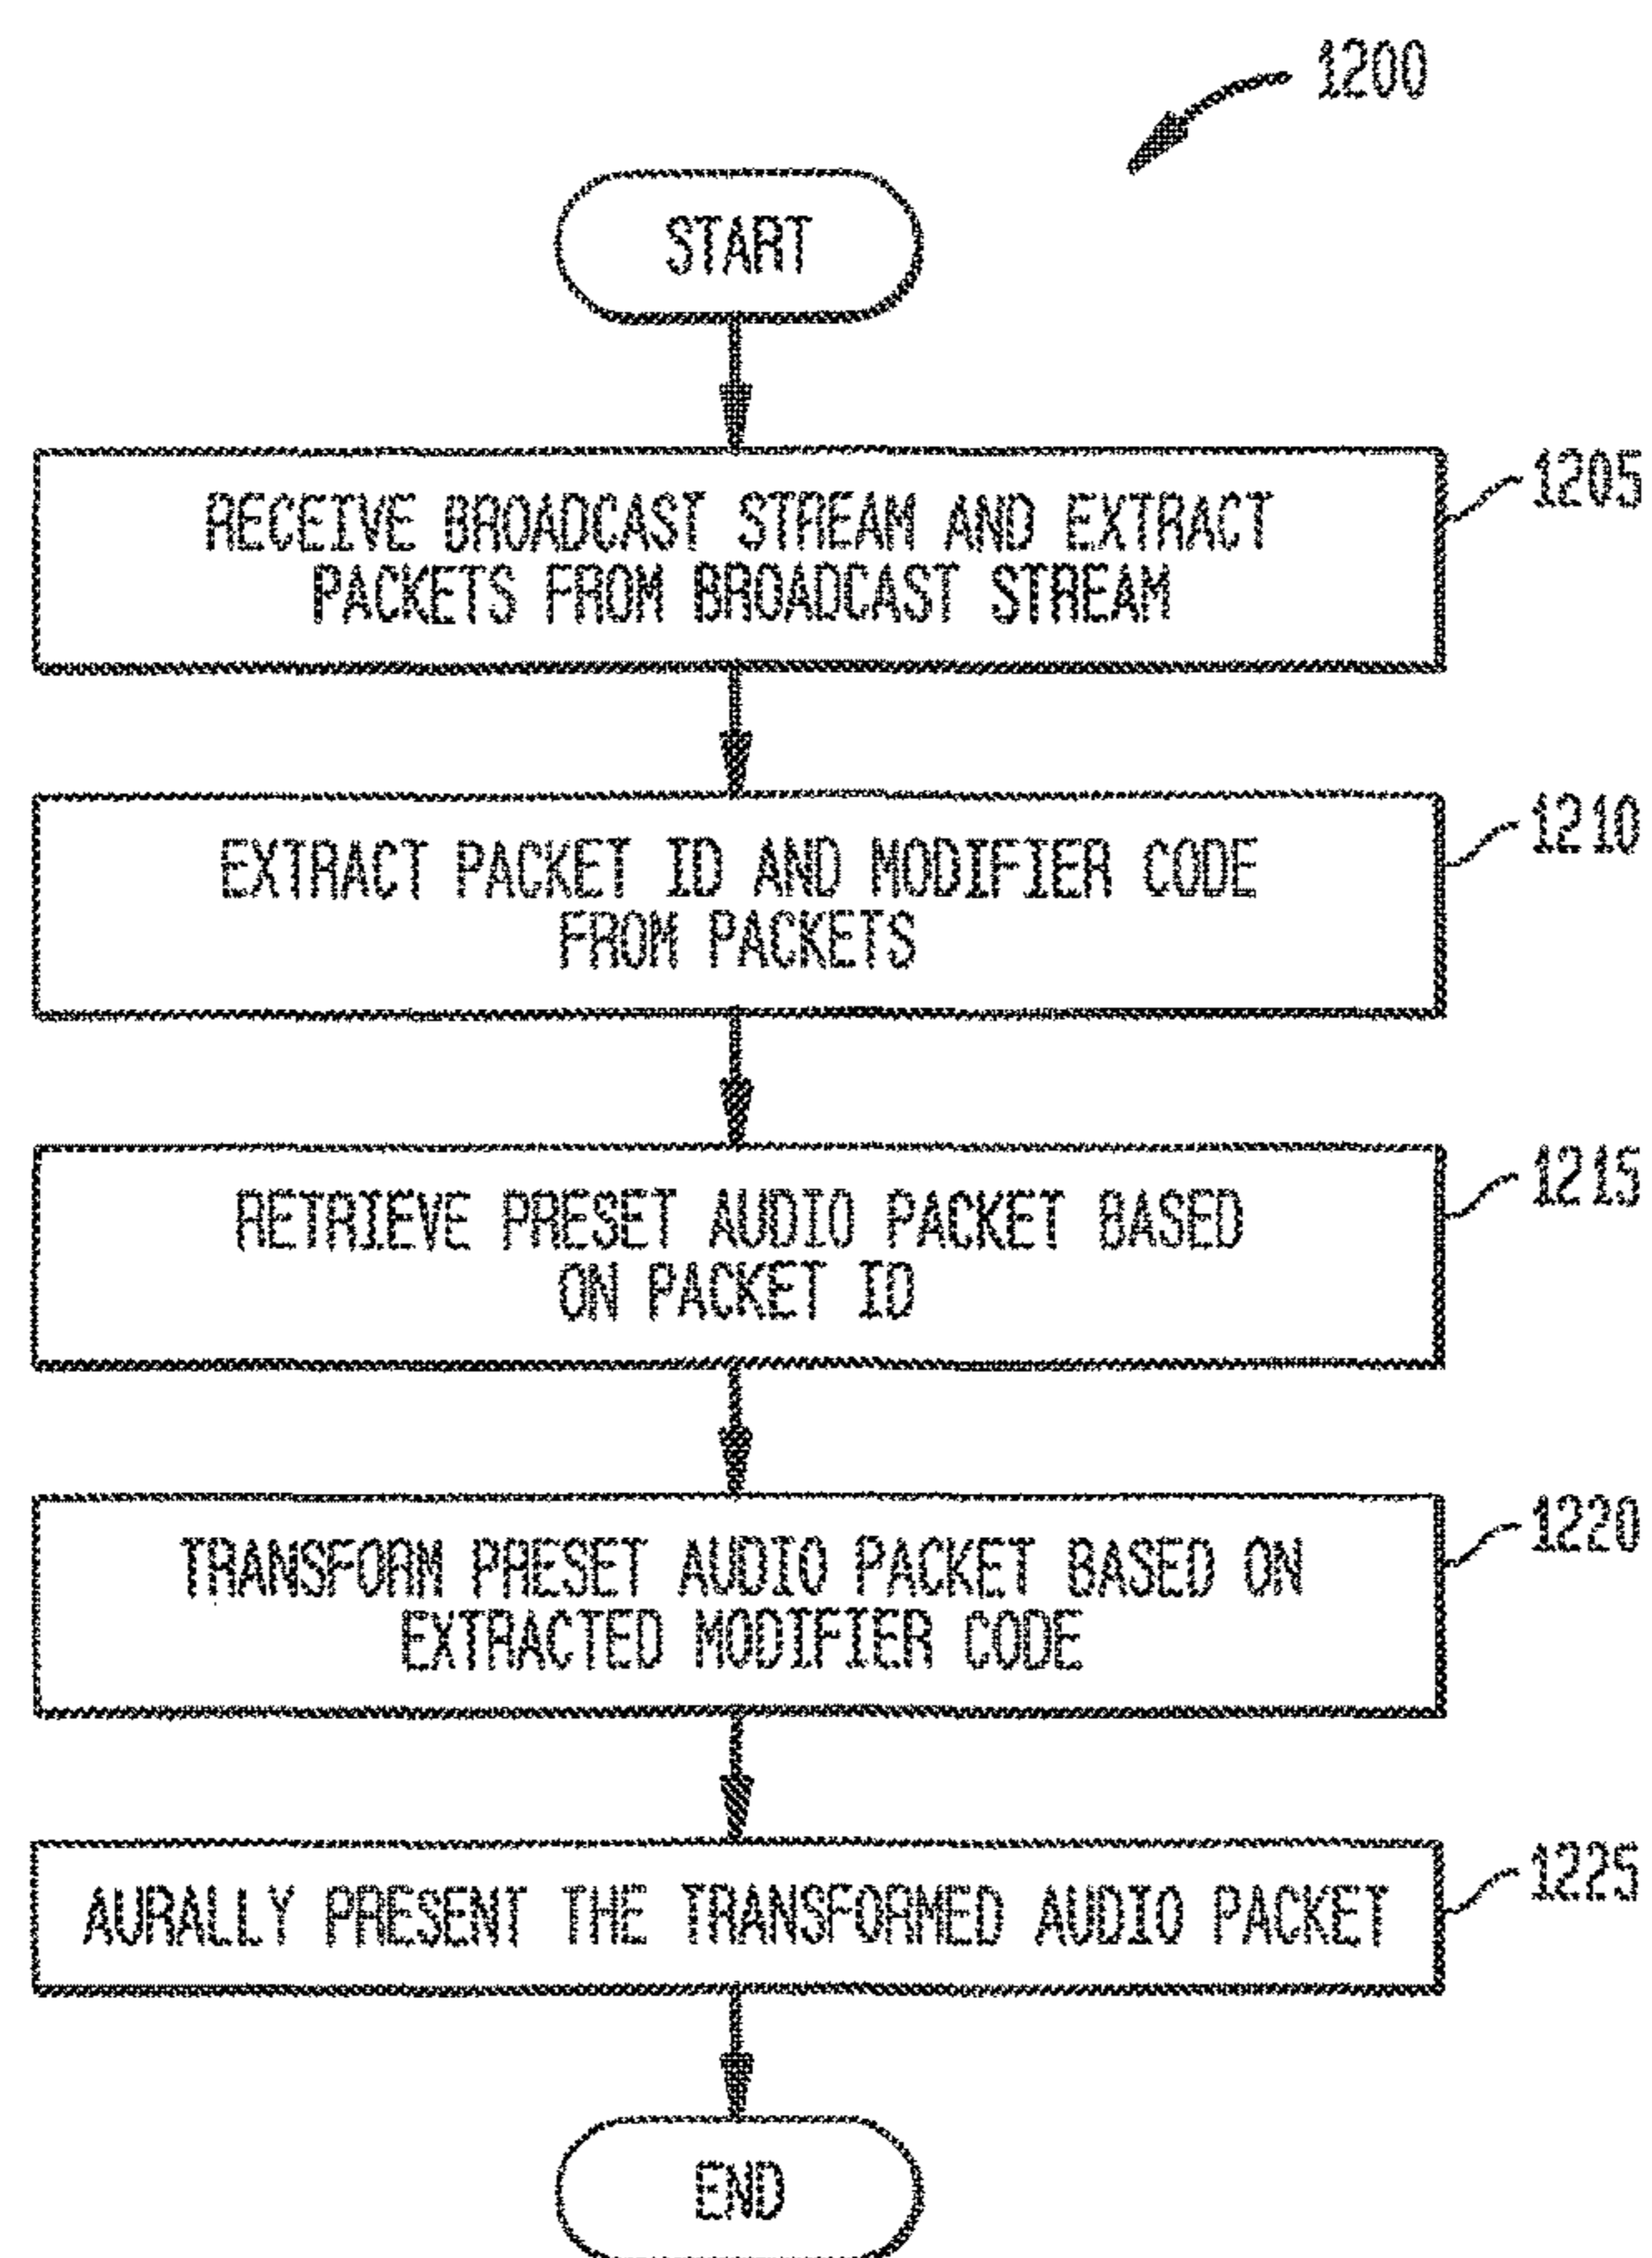 1200
START
RECEIVE BROADCAST STREAM AND EXTRACT
PACKETS FROM BROADCAST STREAM
1205
EXTRACT PACKET ID AND MODIFIER CODE
FROM PACKETS
1210
RETRIEVE PRESET AUDIO PACKET BASED
ON PACKET ID
1215
TRANSFORM PRESET AUDIO PACKET BASED ON
EXTRACTED MODIFIER CODE
1220
AURALLY PRESENT THE TRANSFORMED AUDIO PACKET
1225
END